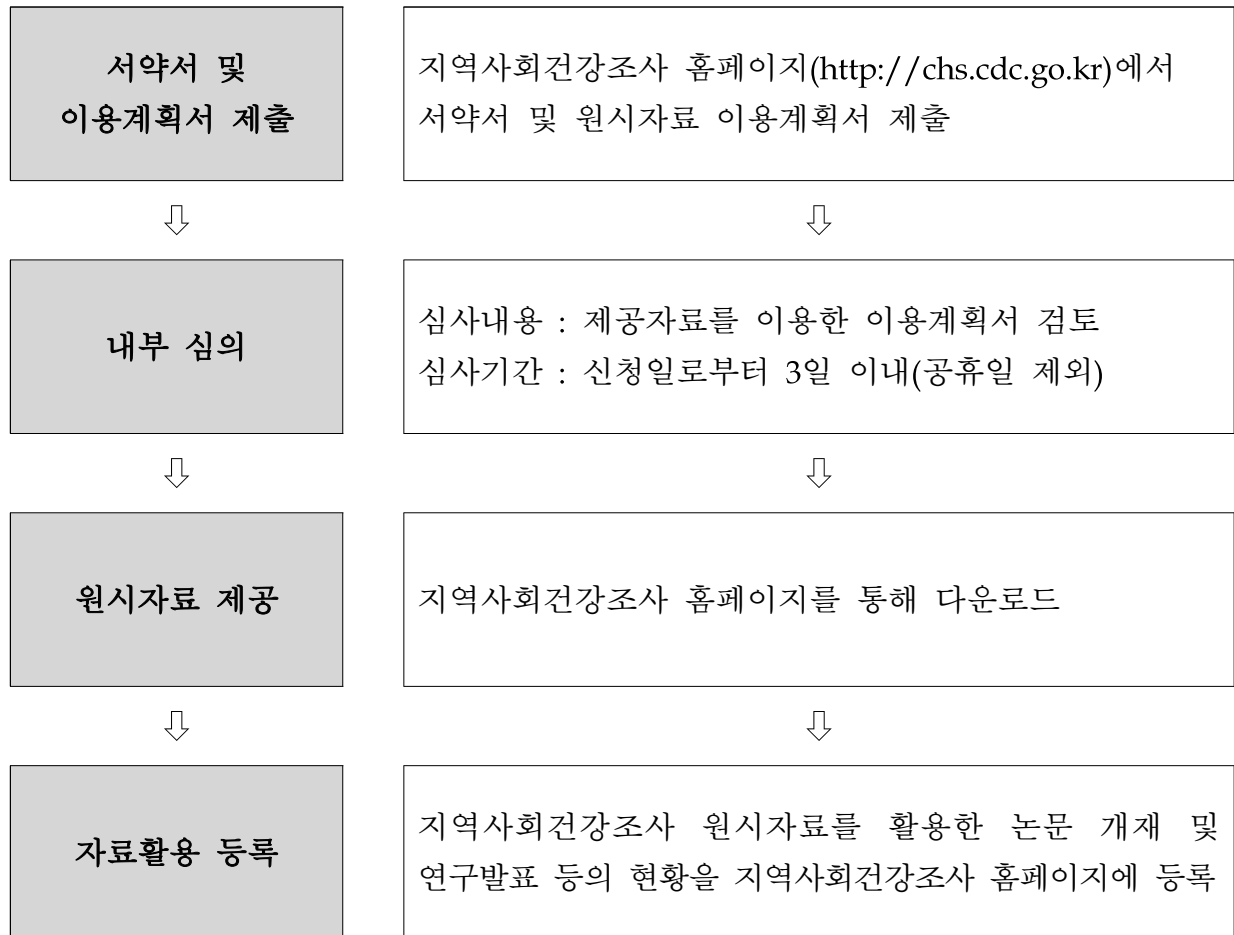 서약서 및
이용계획서 제출
지역사회건강조사 홈페이지(http://chs.cdc.go.kr)에서
서약서 및 원시자료 이용계획서 제출
⇩ ⇩
내부 심의
심사내용 : 제공자료를 이용한 이용계획서 검토
심사기간 : 신청일로부터 3일 이내(공휴일 제외)
⇩ ⇩
원시자료 제공
지역사회건강조사 홈페이지를 통해 다운로드
⇩ ⇩
자료활용 등록
지역사회건강조사 원시자료를 활용한 논문 개재 및
연구발표 등의 현황을 지역사회건강조사 홈페이지에 등록